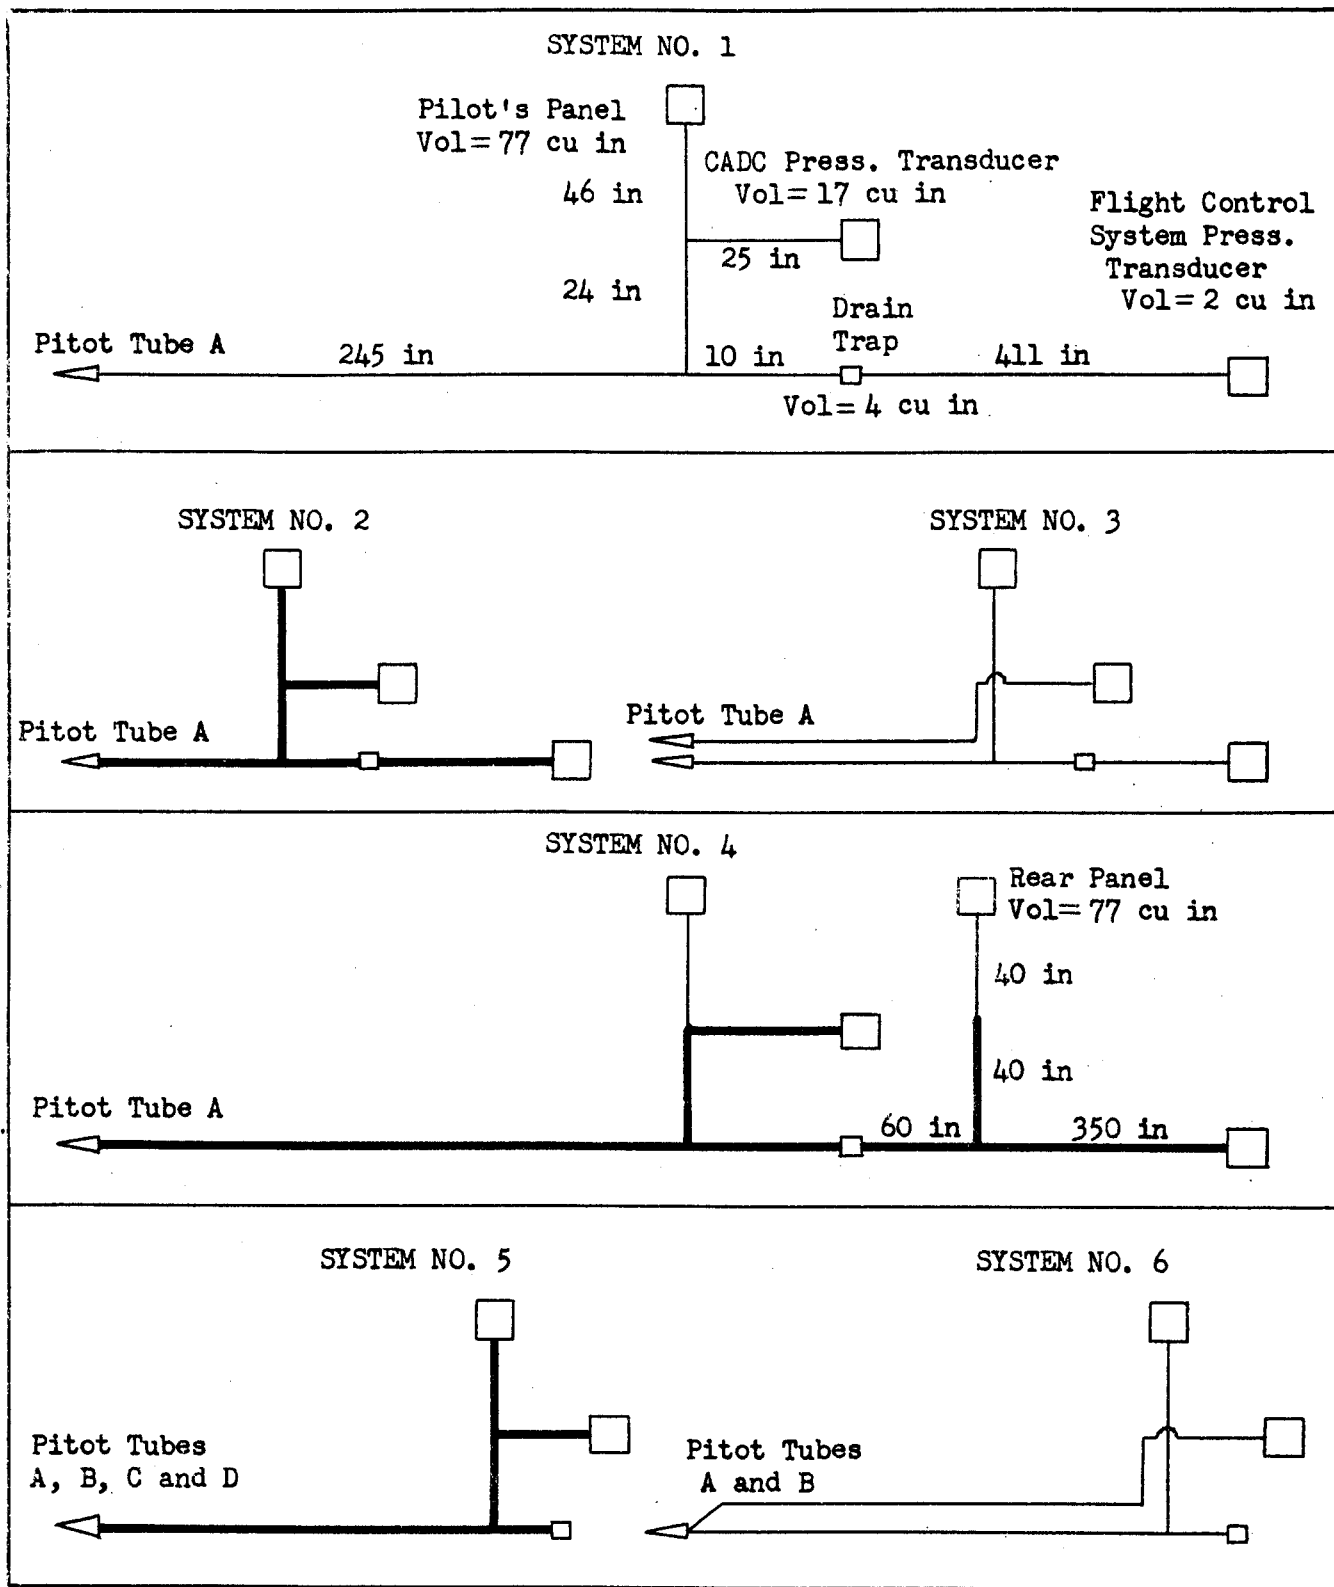 SYSTEM NO. 1
Pilot's Panel
Vol= 77 cu in
46 in
CADC Press. Transducer
Vol= 17 cu in
25 in
Flight Control
System Press.
Transducer
Vol= 2 cu in
24 in
Drain
Trap
Pitot Tube A
245 in
10 in
411 in
Vol= 4 cu in
SYSTEM NO. 2
Pitot Tube A
SYSTEM NO. 3
Pitot Tube A
SYSTEM NO. 4
Rear Panel
Vol= 77 cu in
40 in
40 in
Pitot Tube A
60 in
350 in
SYSTEM NO. 5
Pitot Tubes
A, B, C and D
SYSTEM NO. 6
Pitot Tubes
A and B